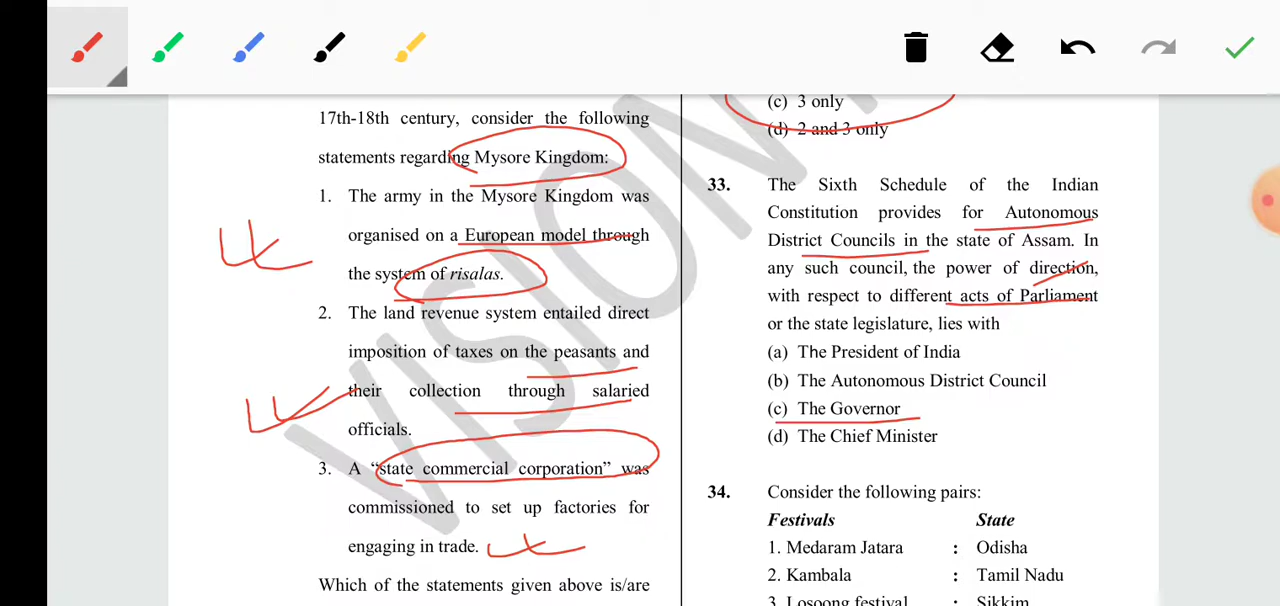 17th-18th century, consider the following
statements regarding Mysore Kingdom:
1. The army in the Mysore Kingdom was
organised on a European model through
the system of risalas.
2. The land revenue system entailed direct
imposition of taxes on the peasants and
their collection through salaried
officials.
3. A “state commercial corporation” was
commissioned to set up factories for
engaging in trade.
Which of the statements given above is/are
(c) 3 only
(d) 2 and 3 only
33. The Sixth Schedule of the Indian
Constitution provides for Autonomous
District Councils in the state of Assam. In
any such council, the power of direction,
with respect to different acts of Parliament
or the state legislature, lies with
(a) The President of India
(b) The Autonomous District Council
(c) The Governor
(d) The Chief Minister
34. Consider the following pairs:
Festivals State
1. Medaram Jatara : Odisha
2. Kambala : Tamil Nadu
3. Losoong festival : Sikkim
VISION